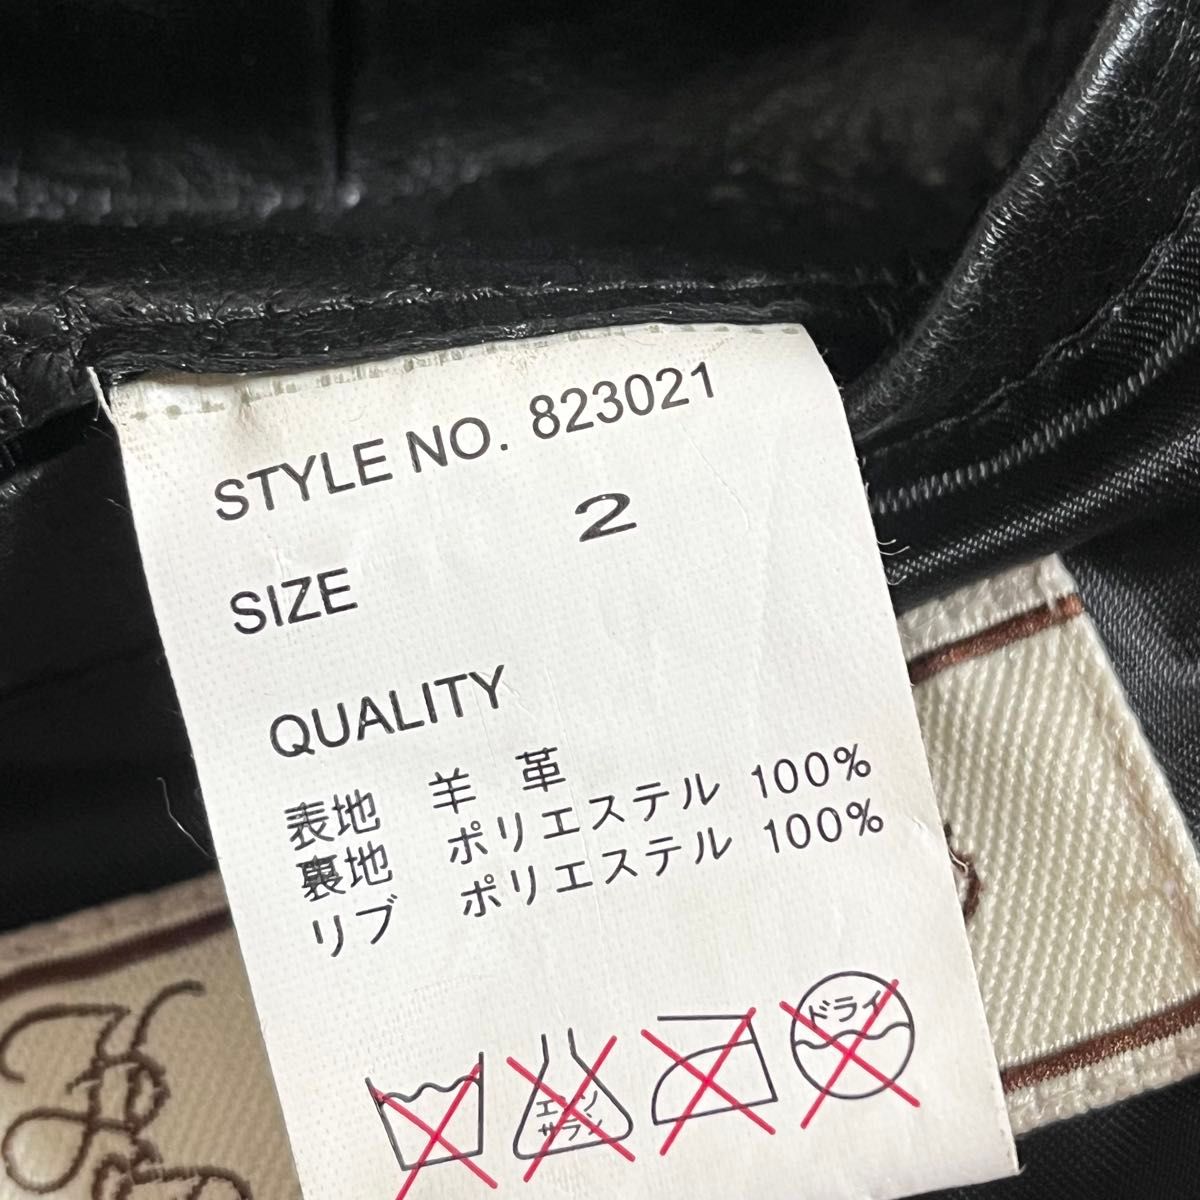 STYLE NO. 823021
SIZE 2
QUALITY
表地 羊 革
裏地 ポリエステル 100%
リブ ポリエステル 100%
エンソ
サラシ
ドライ